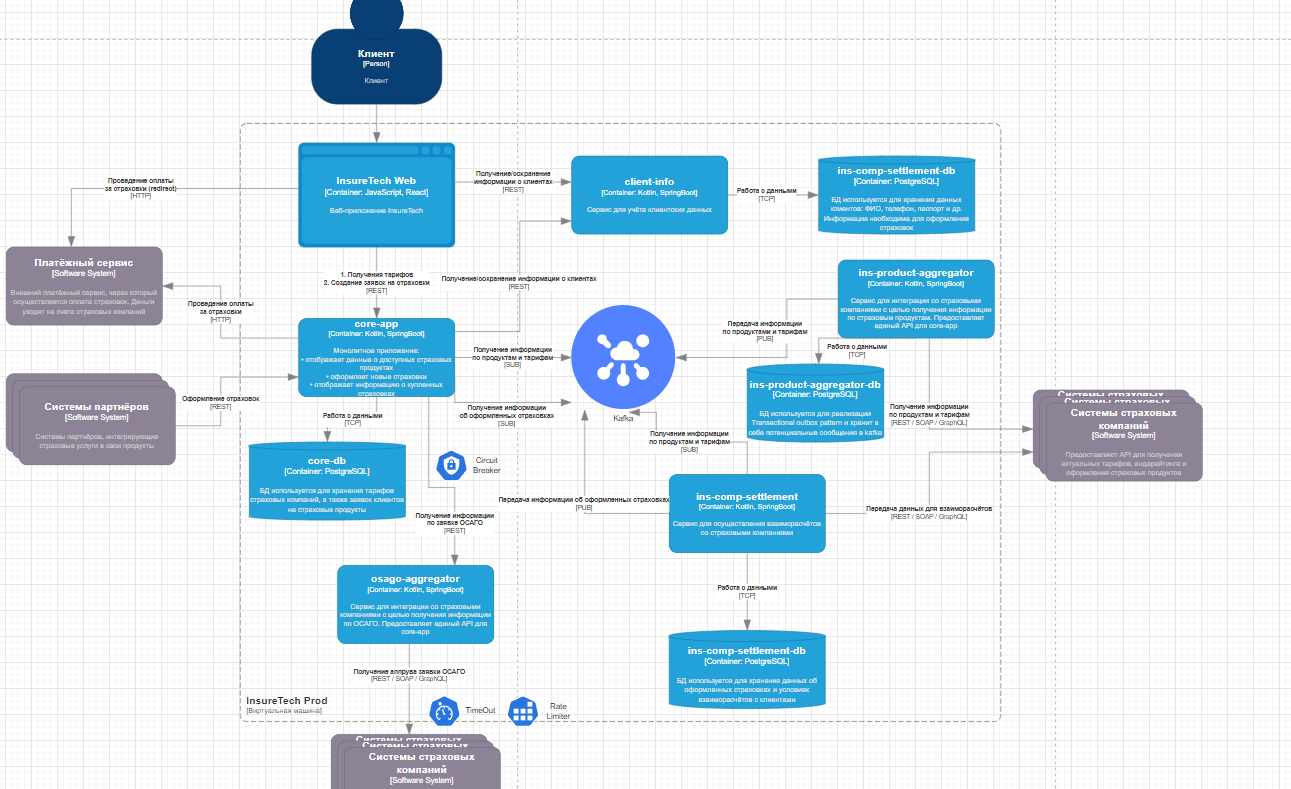 Клиент
[Person]
Клиент
InsureTech Web
[Container: JavaScript, React]
Веб-приложение InsureTech
Получение/сохранение
информации о клиентах
[REST]
client-info
[Container: Kotlin, SpringBoot]
Сервис для учёта клиентских данных
Работа с данными
[TCP]
ins-comp-settlement-db
[Container: PostgreSQL]
БД используется для хранения данных
клиентов: ФИО, телефон, паспорт и др.
Информация необходима для оформления
страховок
Проведение оплаты
за страховки (redirect)
[HTTP]
Платёжный сервис
[Software System]
Внешний платёжный сервис, через который
осуществляется оплата страховок. Деньги
уходят на счета страховых компаний
1. Получения тарифов
2. Создание заявок на страховки
[REST]
Получение/сохранение информации о клиентах
[REST]
ins-product-aggregator
[Container: Kotlin, SpringBoot]
Сервис для интеграции со страховыми
компаниями с целью получения информации
по страховым продуктам. Предоставляет
единый API для core-app
Проведение оплаты
за страховки
[HTTP]
core-app
[Container: Kotlin, SpringBoot]
Монолитное приложение:
• отображает данные о доступных страховых
продуктах
• оформляет новые страховки
• отображает информацию о купленных
страховках
Получение информации
по продуктам и тарифам
[SUB]
Kafka
Передача информации
по продуктами и тарифам
[PUB]
Работа с данными
[TCP]
ins-product-aggregator-db
[Container: PostgreSQL]
БД используется для реализации
Transactional outbox pattern и хранит в
себе потенциальные сообщения в kafka
Получение информации
по продуктам и тарифам
[REST / SOAP / GraphQL]
Системы страховых
Системы страховых
Системы страховых
компаний
[Software System]
Предоставляют API для получения
актуальных тарифов, андерайтинга и
оформления страховых продуктов
Системы партнёров
[Software System]
Системы партнёров, интегрирующие
страховые услуги в свои продукты
Оформление страховок
[REST]
Работа с данными
[TCP]
Получение информации
об оформленных страховках
[SUB]
Получение информации
по продуктам и тарифам
[SUB]
core-db
[Container: PostgreSQL]
БД используется для хранения тарифов
страховых компаний, а также заявок клиентов
на страховые продукты
Circuit
Breaker
Передача информации об оформленных страховках
[PUB]
ins-comp-settlement
[Container: Kotlin, SpringBoot]
Сервис для осуществления взаиморасчётов
со страховыми компаниями
Передача данных для взаиморасчётов
[REST / SOAP / GraphQL]
Получение информации
по заявке ОСАГО
[REST]
osago-aggregator
[Container: Kotlin, SpringBoot]
Сервис для интеграции со страховыми
компаниями с целью получения информации
по ОСАГО. Предоставляет единый API для
core-app
Работа с данными
[TCP]
ins-comp-settlement-db
[Container: PostgreSQL]
БД используется для хранения данных об
оформленных страховках и условиях
взаиморасчётов с клиентами
Получение аппрува заявки ОСАГО
[REST / SOAP / GraphQL]
InsureTech Prod
[Виртуальная машина]
TimeOut
Rate
Limiter
Системы страховых
Системы страховых
Системы страховых
компаний
[Software System]